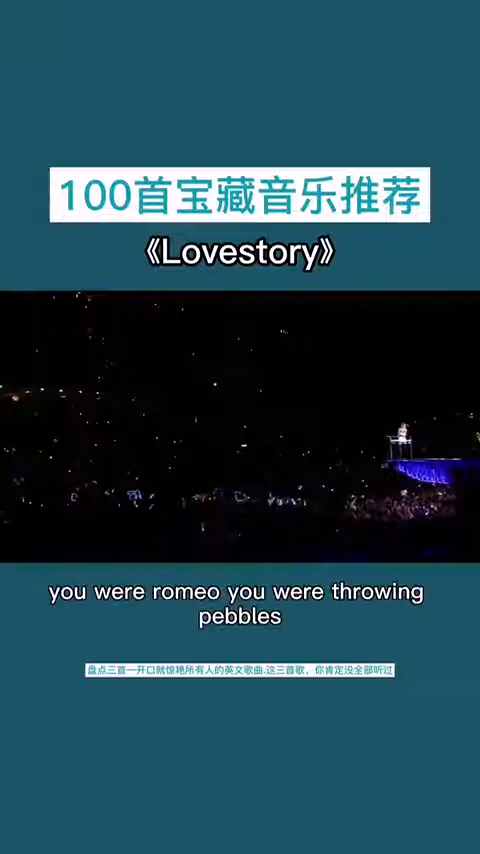 100首宝藏音乐推荐
《Lovestory》
you were romeo you were throwing
pebbles
盘点三首一开口就惊艳所有人的英文歌曲.这三首歌，你肯定没全部听过